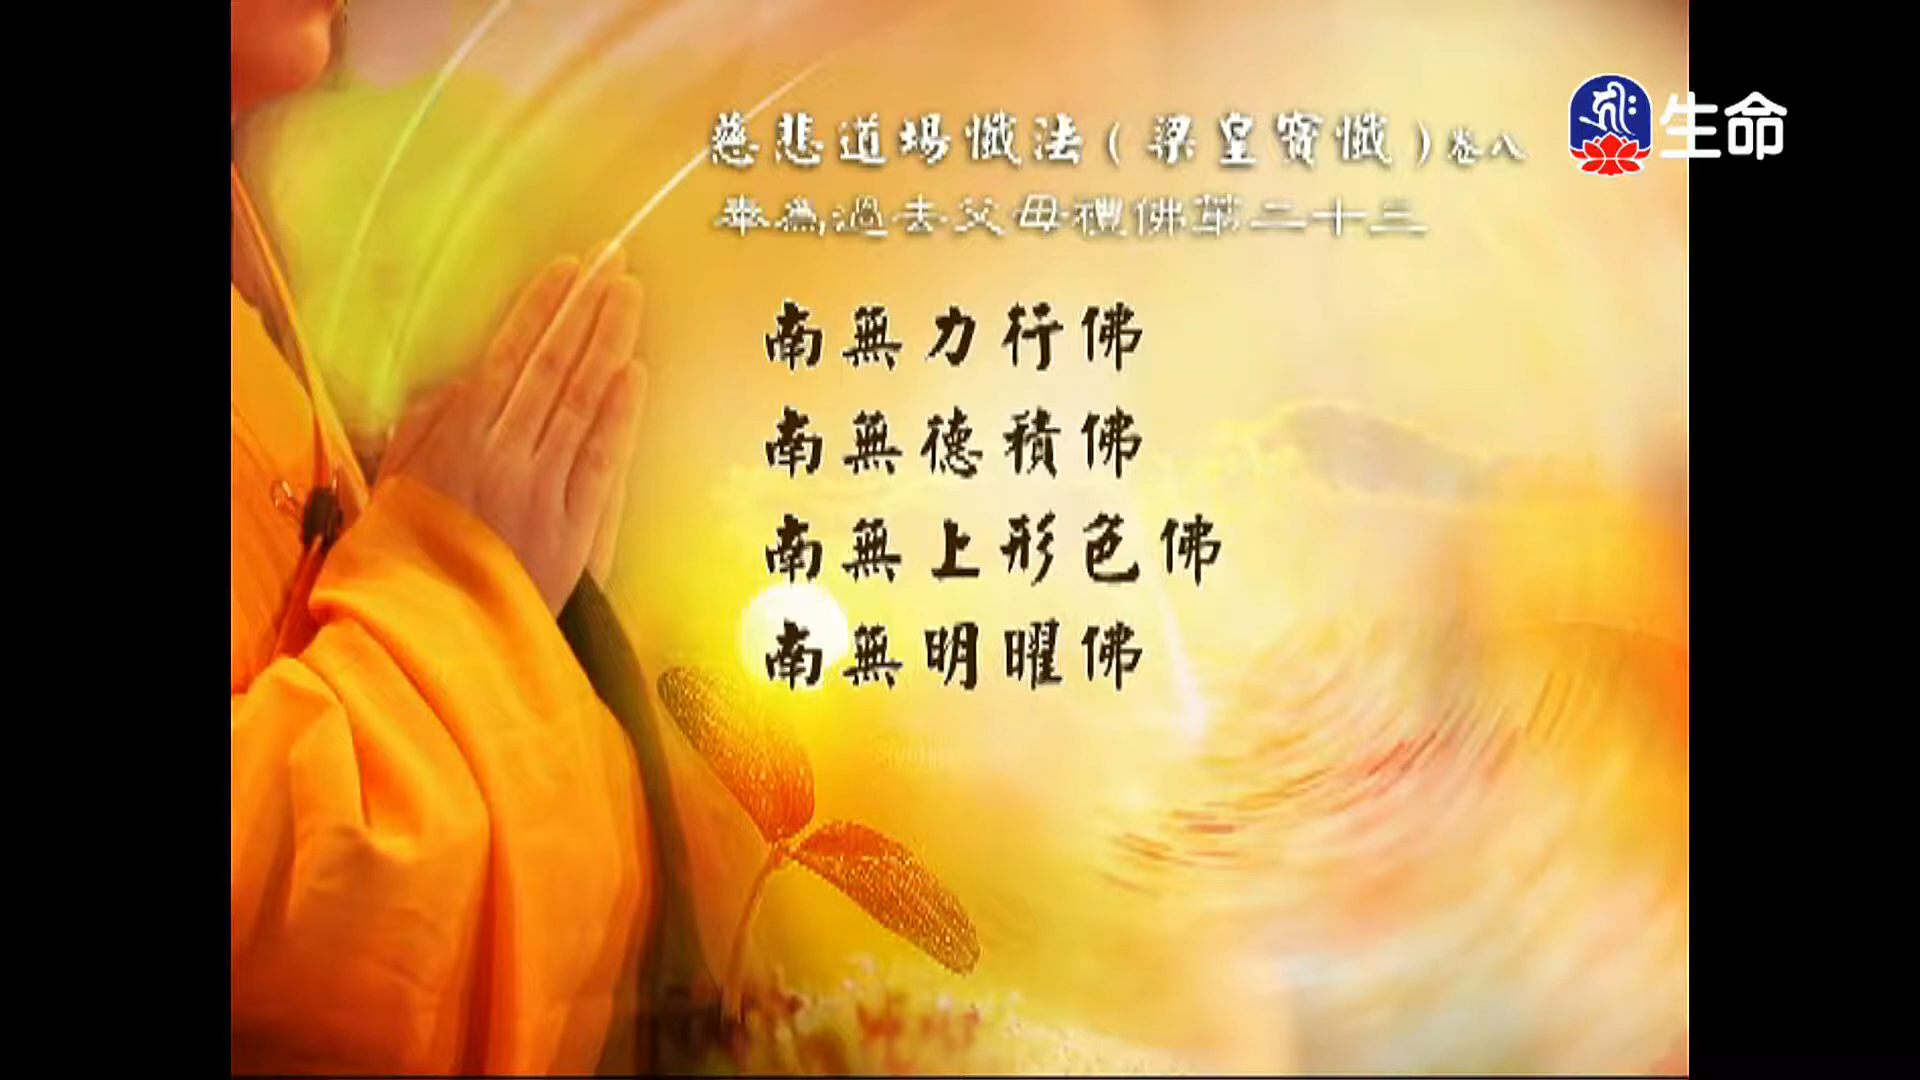 慈悲道場懺法(梁皇寶懺)卷八
奉為過去父母禮佛第二十三
南無力行佛
南無德積佛
南無上形色佛
南無明曜佛
生命